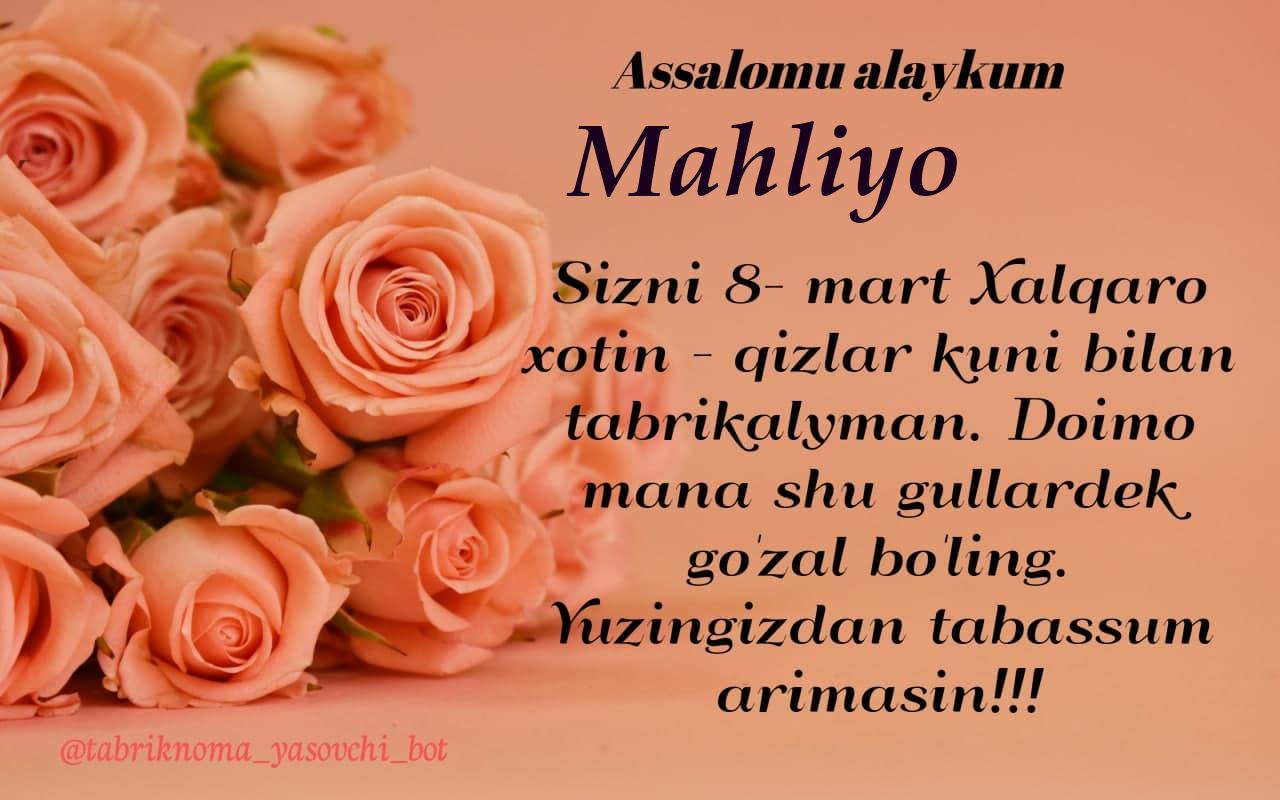 Assalomu alaykum
Mahliyo
Sizni 8- mart Xalqaro
xotin - qizlar kuni bilan
tabrikalyman. Doimo
mana shu gullardek
go'zal bo'ling.
Yuzingizdan tabassum
arimasin!!!
@tabriknoma_yasovchi_bot